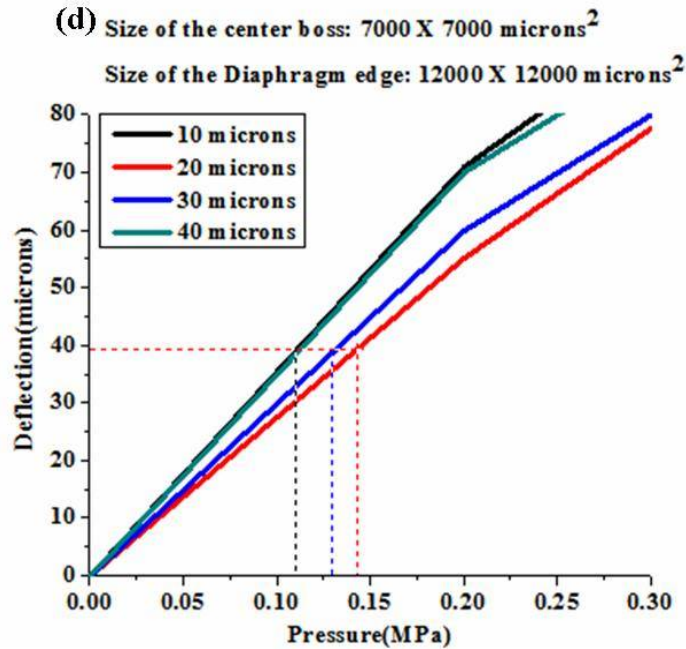 (d) Size of the center boss: 7000 X 7000 microns²
Size of the Diaphragm edge: 12000 X 12000 microns²
80
70
60
50
40
30
20
10
0
Deflection(microns)
10 microns
20 microns
30 microns
40 microns
0.00 0.05 0.10 0.15 0.20 0.25 0.30
Pressure(MPa)